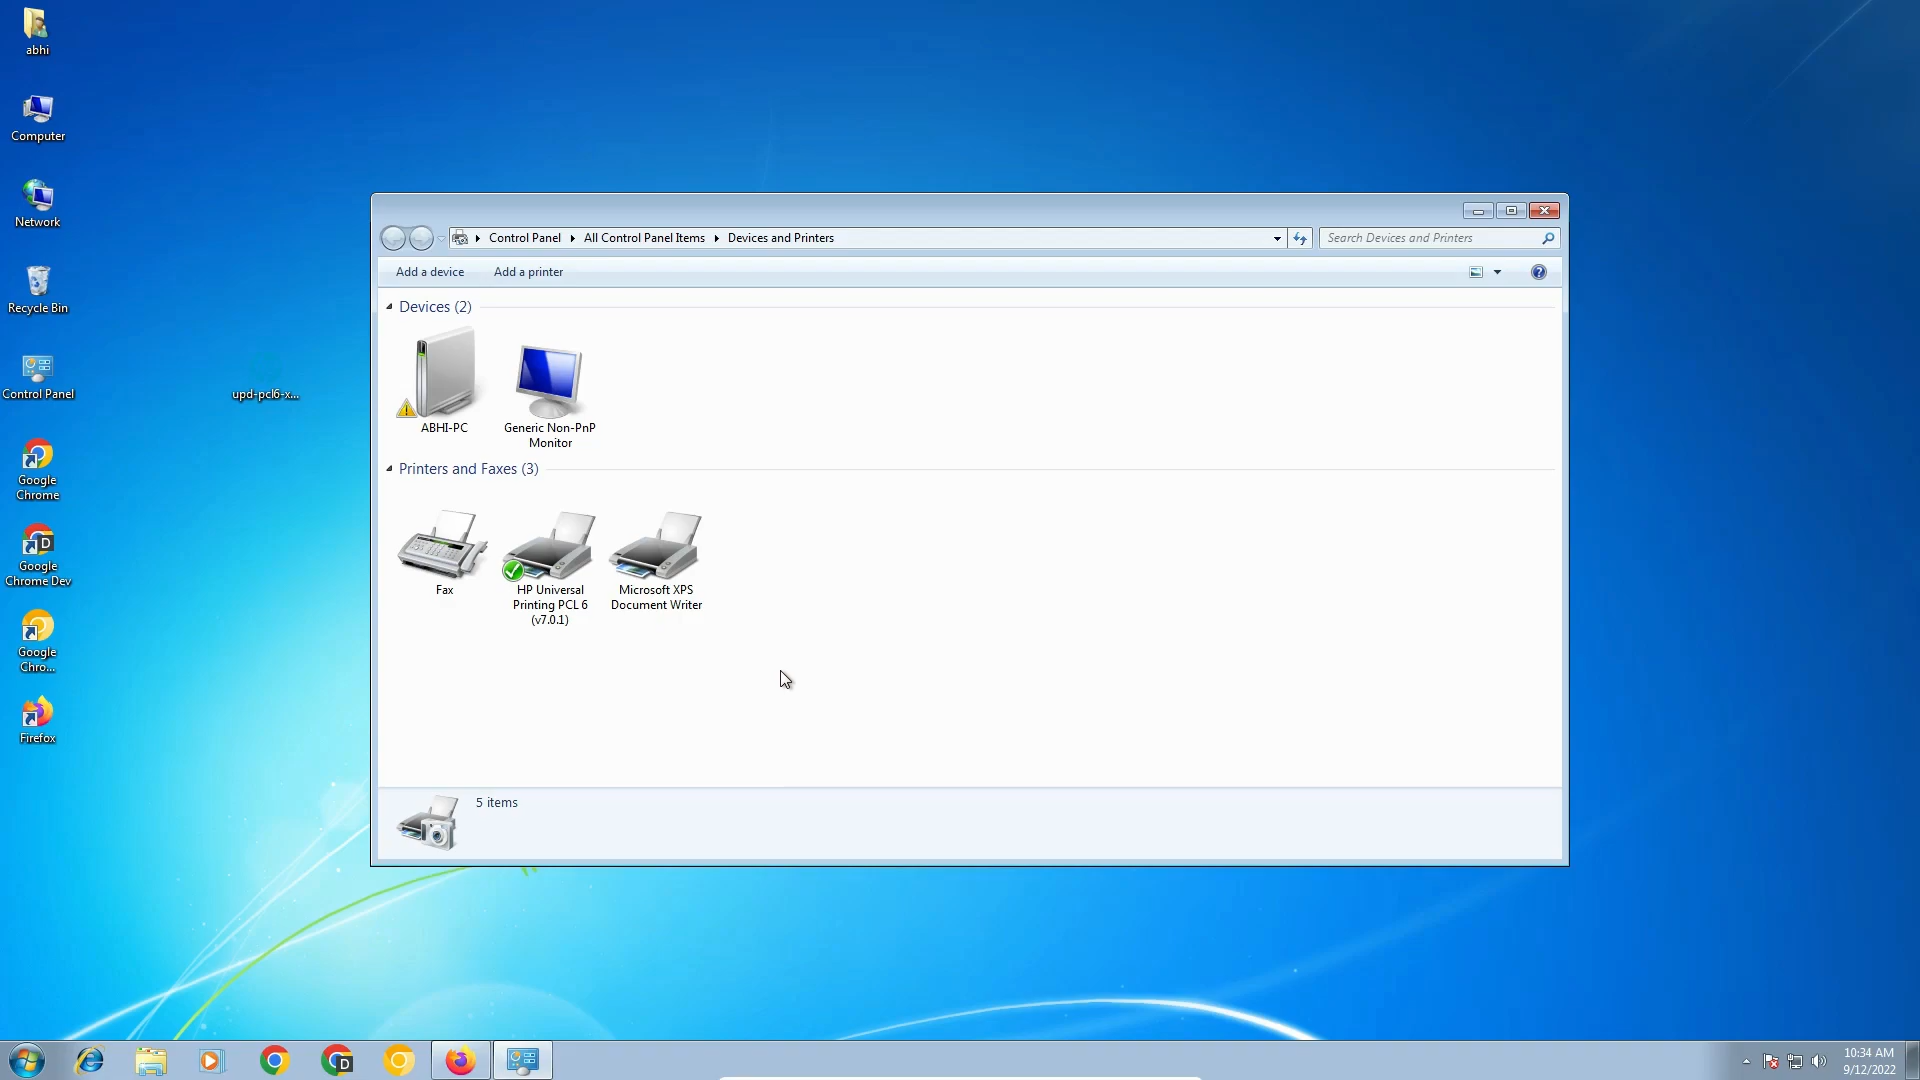 abhi
Computer
Network
Recycle Bin
Control Panel
Google
Chrome
Google
Chrome Dev
Google
Chro...
Firefox
upd-pcl6-x...
Control Panel
All Control Panel Items
Devices and Printers
Search Devices and Printers
Add a device
Add a printer
Devices (2)
ABHI-PC
Generic Non-PnP
Monitor
Printers and Faxes (3)
Fax
HP Universal
Printing PCL 6
(v7.0.1)
Microsoft XPS
Document Writer
5 items
D
D
10:34 AM
9/12/2022